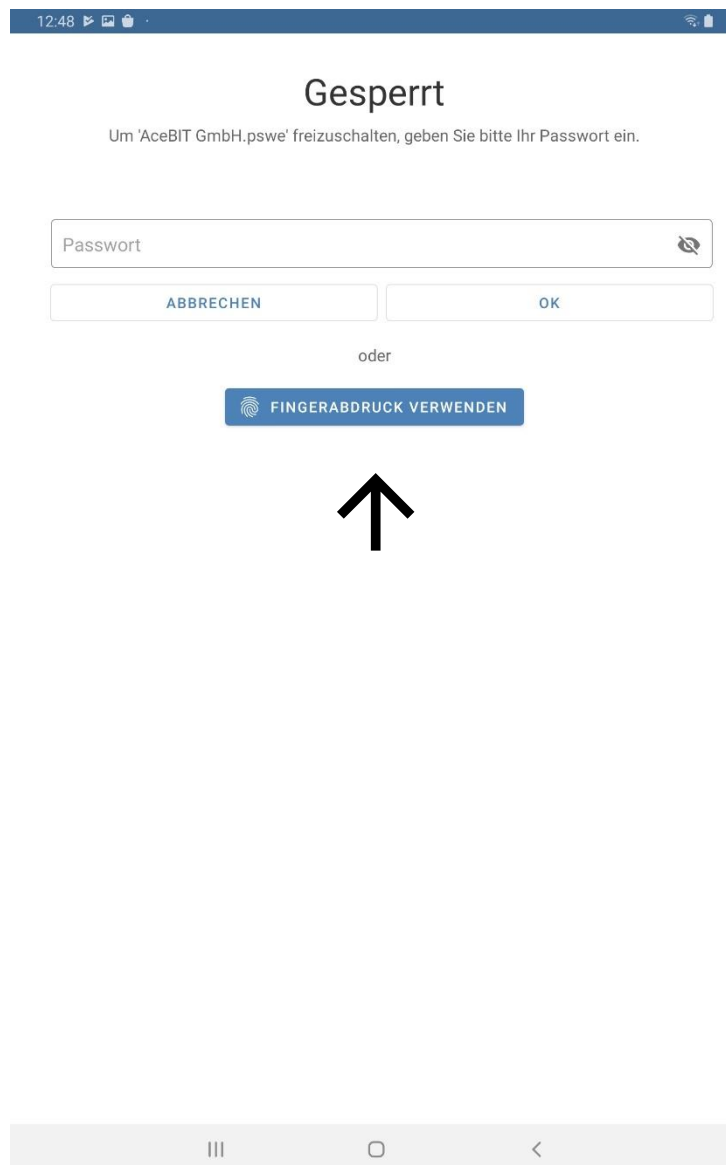 12:48
Gesperrt
Um 'AceBIT GmbH.pswe' freizuschalten, geben Sie bitte Ihr Passwort ein.
Passwort
ABBRECHEN
OK
oder
FINGERABDRUCK VERWENDEN